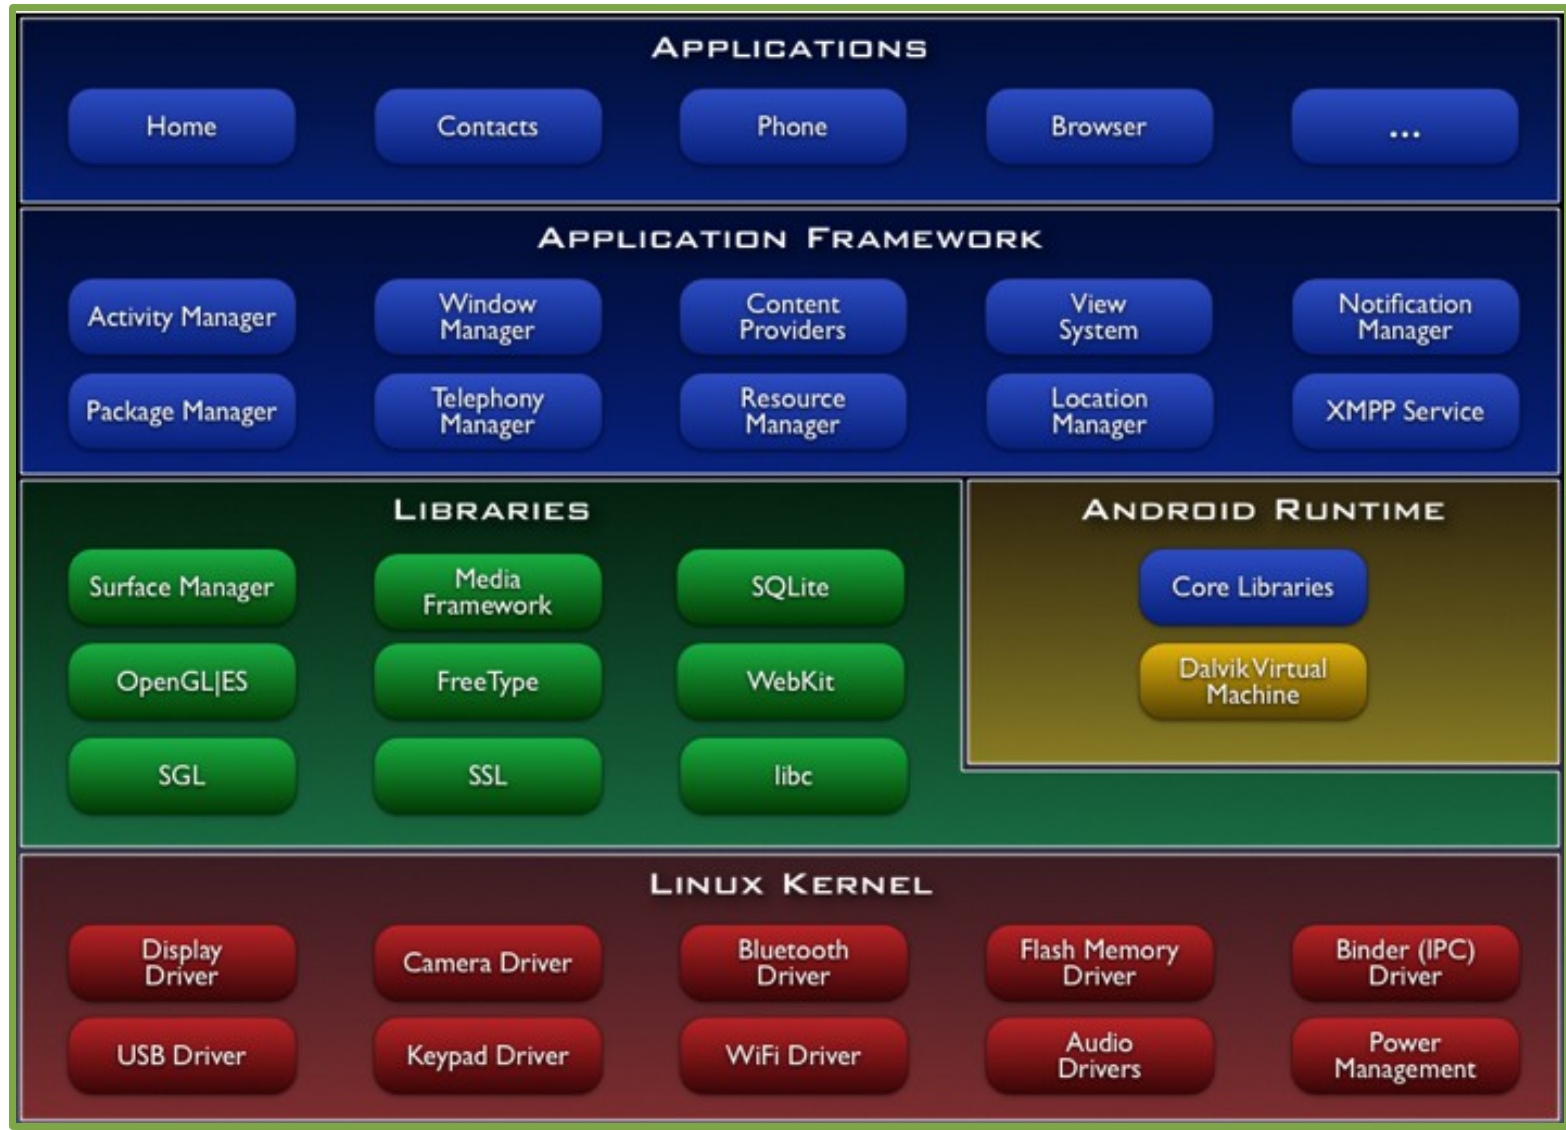 APPLICATIONS
Home
Contacts
Phone
Browser
...
APPLICATION FRAMEWORK
Activity Manager
Window
Manager
Content
Providers
View
System
Notification
Manager
Package Manager
Telephony
Manager
Resource
Manager
Location
Manager
XMPP Service
LIBRARIES
Surface Manager
Media
Framework
SQLite
OpenGL|ES
FreeType
WebKit
SGL
SSL
libc
ANDROID RUNTIME
Core Libraries
Dalvik Virtual
Machine
LINUX KERNEL
Display
Driver
Camera Driver
Bluetooth
Driver
Flash Memory
Driver
Binder (IPC)
Driver
USB Driver
Keypad Driver
WiFi Driver
Audio
Drivers
Power
Management